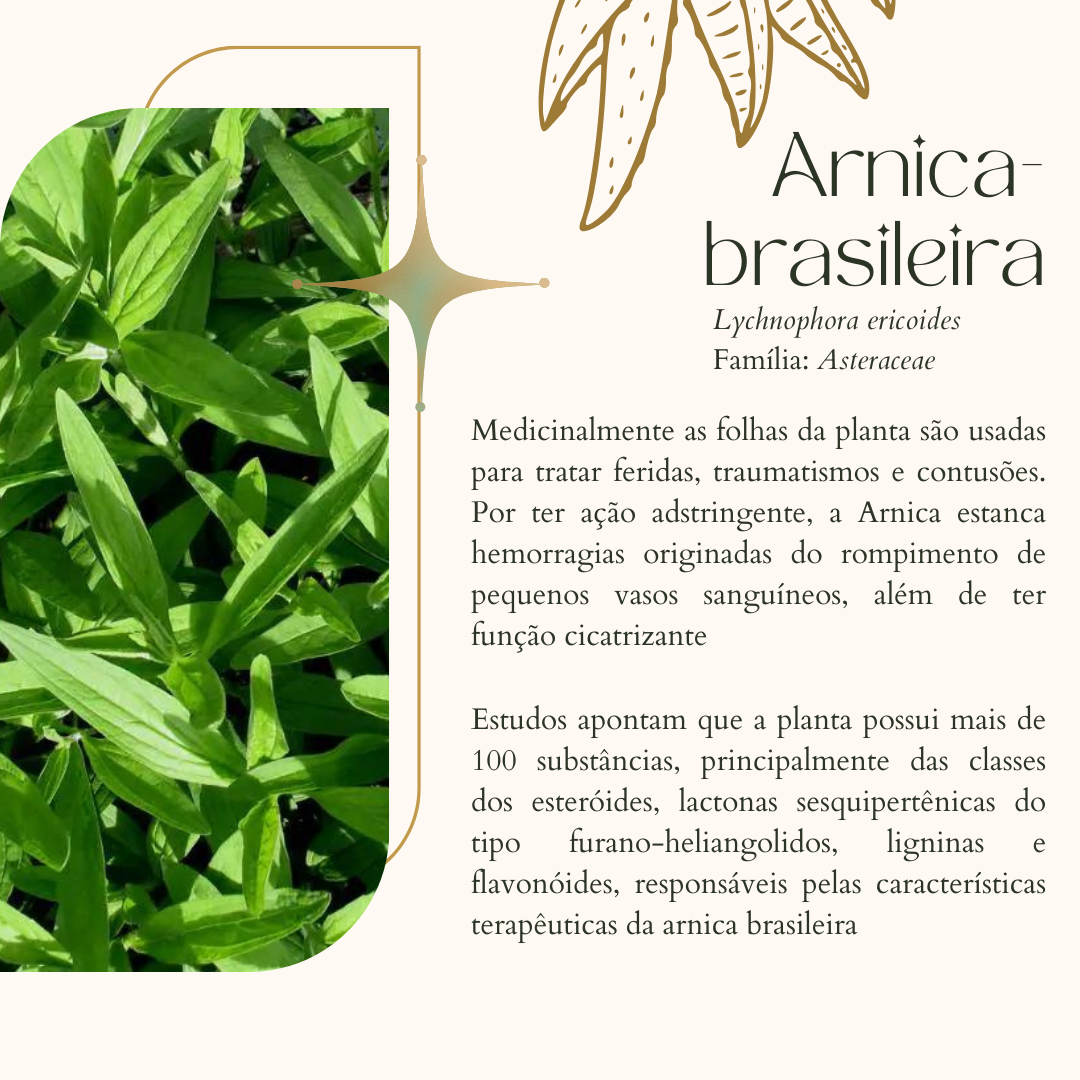 Arnica-
brasileira
Lychnophora ericoides
Família: Asteraceae
Medicinalmente as folhas da planta são usadas
para tratar feridas, traumatismos e contusões.
Por ter ação adstringente, a Arnica estanca
hemorragias originadas do rompimento de
pequenos vasos sanguíneos, além de ter
função cicatrizante
Estudos apontam que a planta possui mais de
100 substâncias, principalmente das classes
dos esteróides, lactonas sesquipertênicas do
tipo furano-heliangolidos, ligninas e
flavonóides, responsáveis pelas características
terapêuticas da arnica brasileira